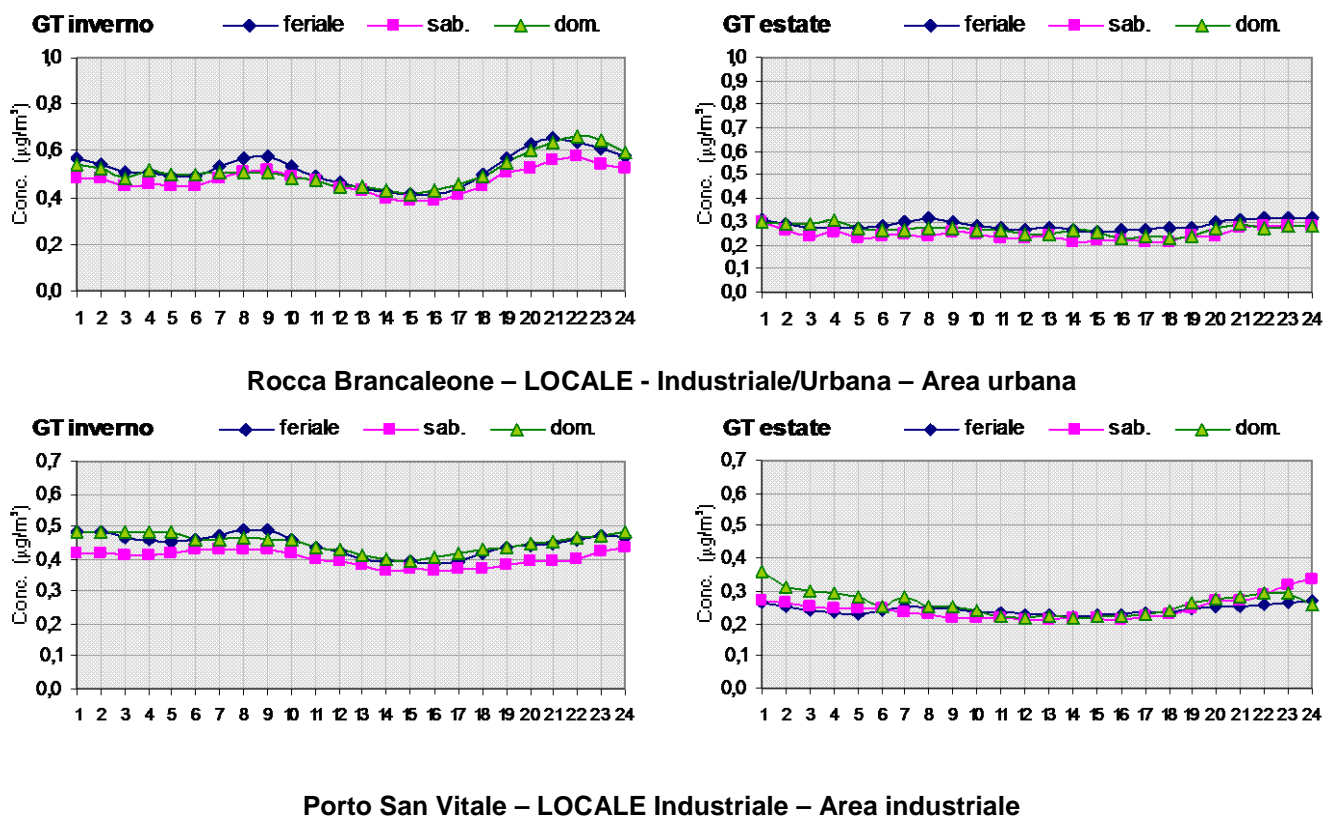 GT inverno feriale sab. dom. GT estate feriale sab. dom.
1,0 1,0
0,9
0,8 0,8
0,7
0,6 0,6
0,5
0,4 0,4
0,3
0,2 0,2
0,1
0,0 0,0
Conc. (µg/m³) Conc. (µg/m³)
1 2 3 4 5 6 7 8 9 10 11 12 13 14 15 16 17 18 19 20 21 22 23 24 1 2 3 4 5 6 7 8 9 10 11 12 13 14 15 16 17 18 19 20 21 22 23 24
Rocca Brancaleone – LOCALE - Industriale/Urbana – Area urbana
GT inverno feriale sab. dom. GT estate feriale sab. dom.
0,7 0,7
0,6 0,6
0,5 0,5
0,4 0,4
0,3 0,3
0,2 0,2
0,1 0,1
0,0 0,0
Conc. (µg/m³) Conc. (µg/m³)
1 2 3 4 5 6 7 8 9 10 11 12 13 14 15 16 17 18 19 20 21 22 23 24 1 2 3 4 5 6 7 8 9 10 11 12 13 14 15 16 17 18 19 20 21 22 23 24
Porto San Vitale – LOCALE Industriale – Area industriale